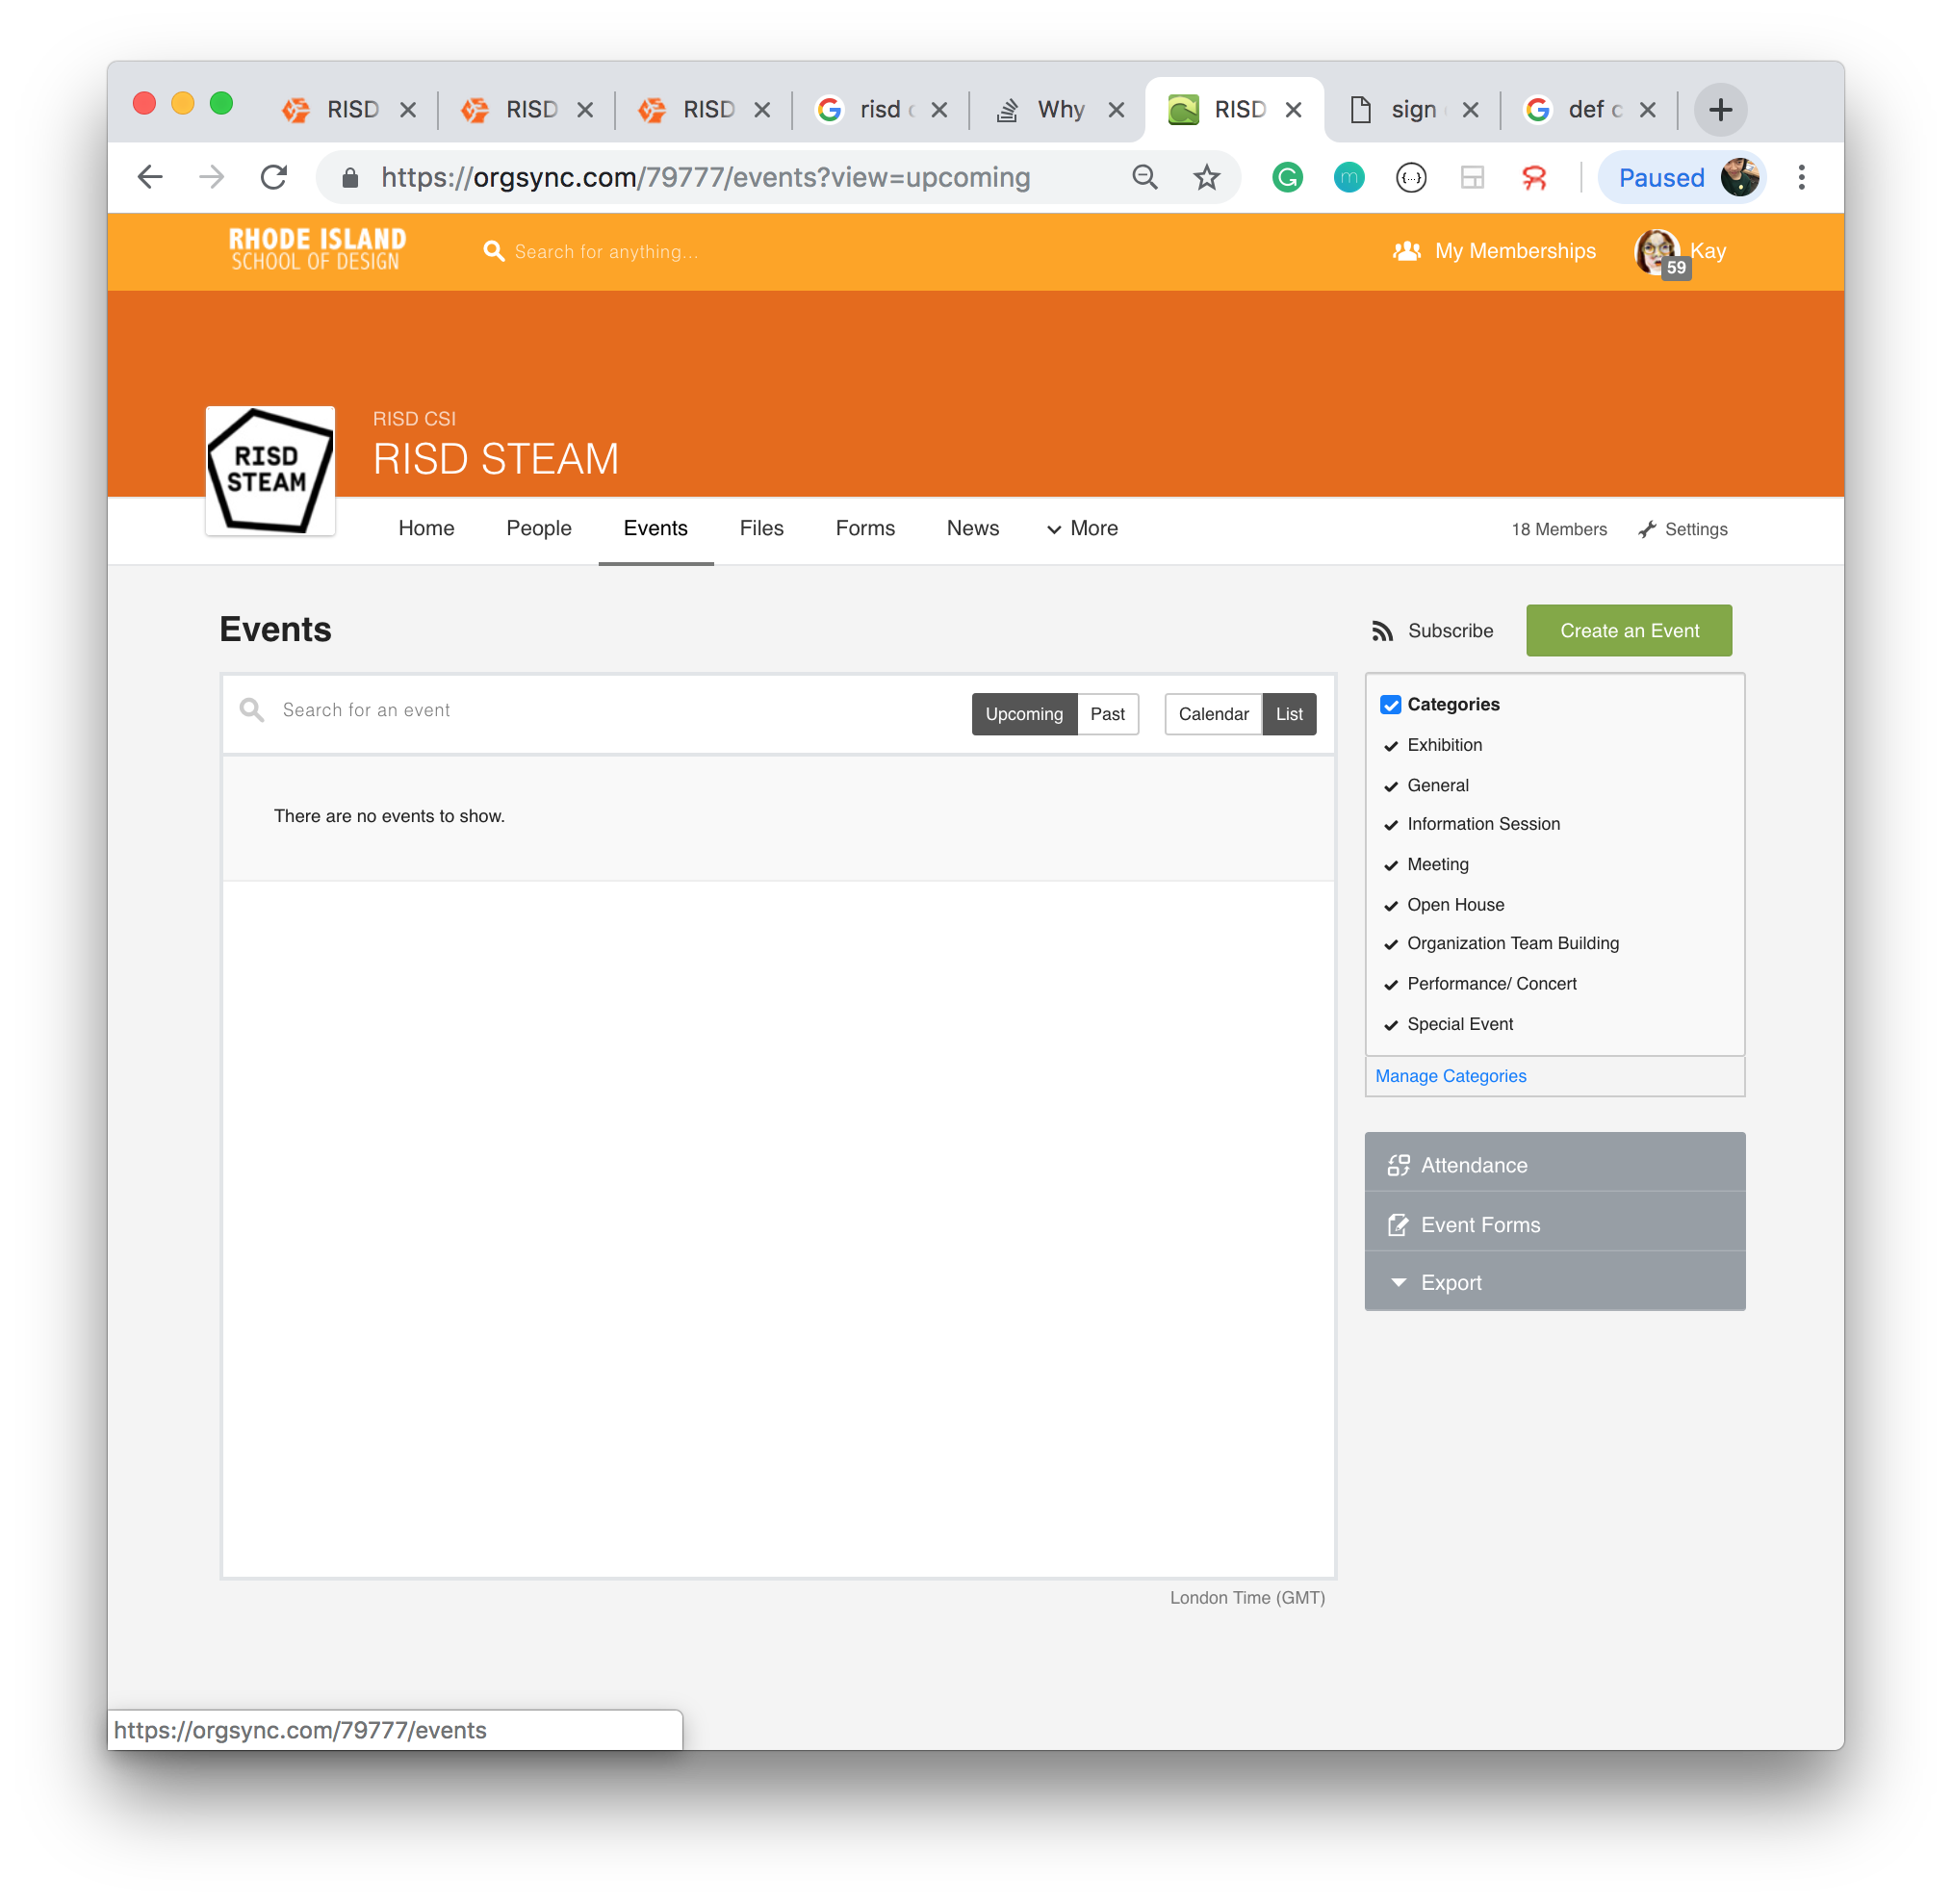 RISD RISD RISD risd Why RISD sign def
https://orgsync.com/79777/events?view=upcoming Paused
RHODE ISLAND
SCHOOL OF DESIGN
Search for anything...
My Memberships
59
Kay
RISD
STEAM
RISD CSI
RISD STEAM
Home People Events Files Forms News More 18 Members Settings
Events
Subscribe Create an Event
Search for an event
Upcoming Past Calendar List
There are no events to show.
London Time (GMT)
Categories
Exhibition
General
Information Session
Meeting
Open House
Organization Team Building
Performance/ Concert
Special Event
Manage Categories
Attendance
Event Forms
Export
https://orgsync.com/79777/events